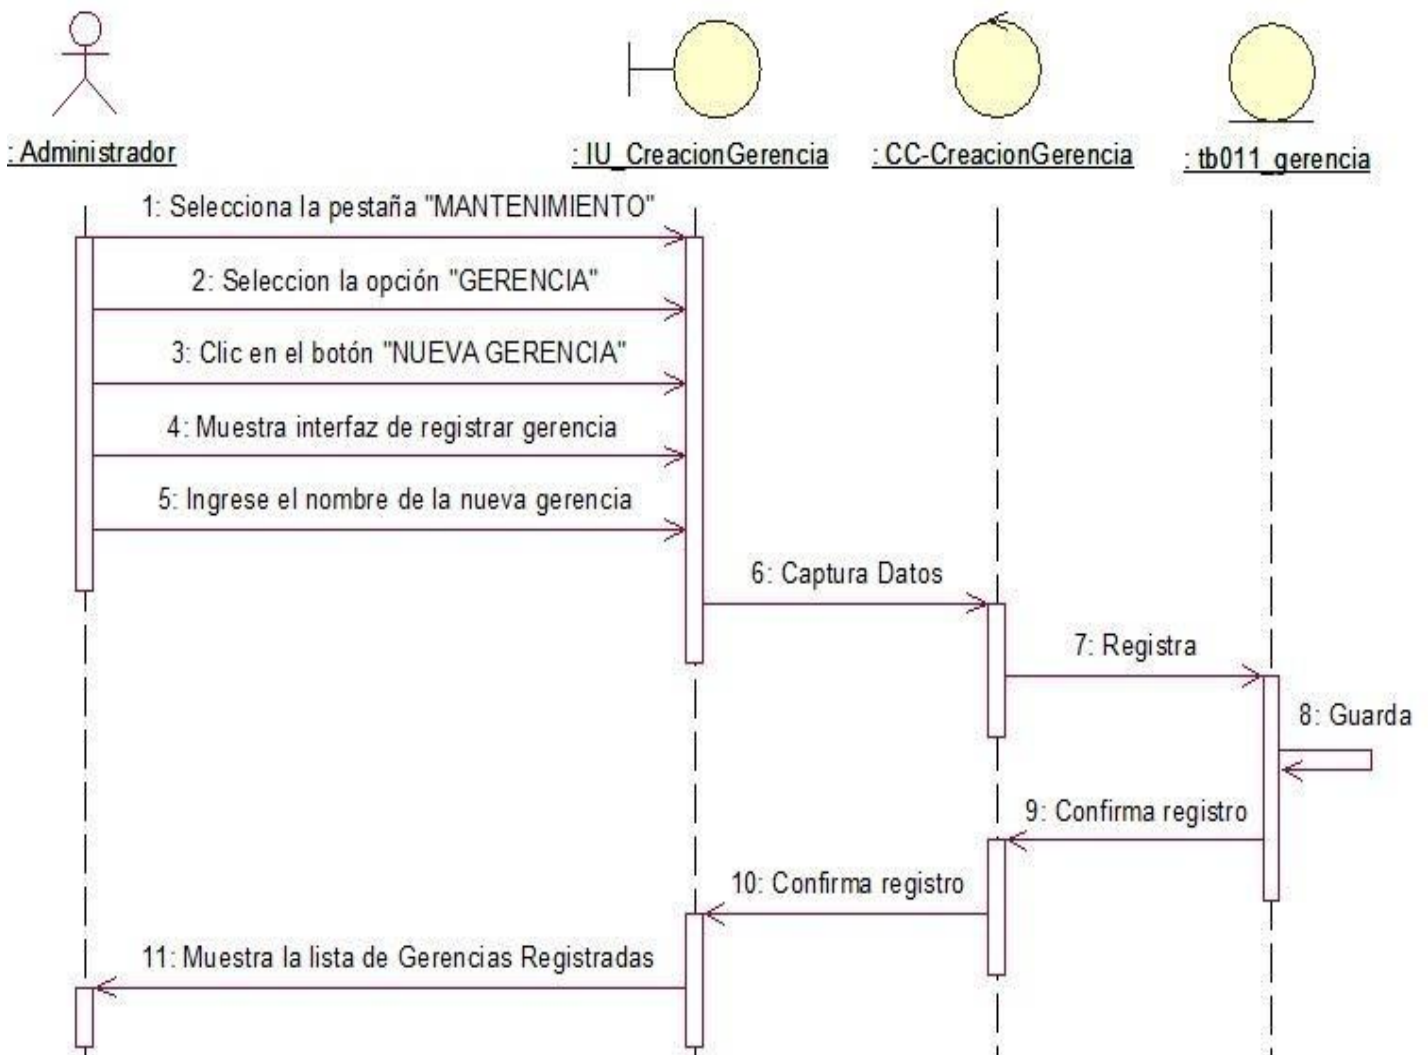 : Administrador
: IU_CreacionGerencia
: CC-CreacionGerencia
: tb011_gerencia
1: Selecciona la pestaña "MANTENIMIENTO"
2: Seleccion la opción "GERENCIA"
3: Clic en el botón "NUEVA GERENCIA"
4: Muestra interfaz de registrar gerencia
5: Ingrese el nombre de la nueva gerencia
6: Captura Datos
7: Registra
8: Guarda
9: Confirma registro
10: Confirma registro
11: Muestra la lista de Gerencias Registradas